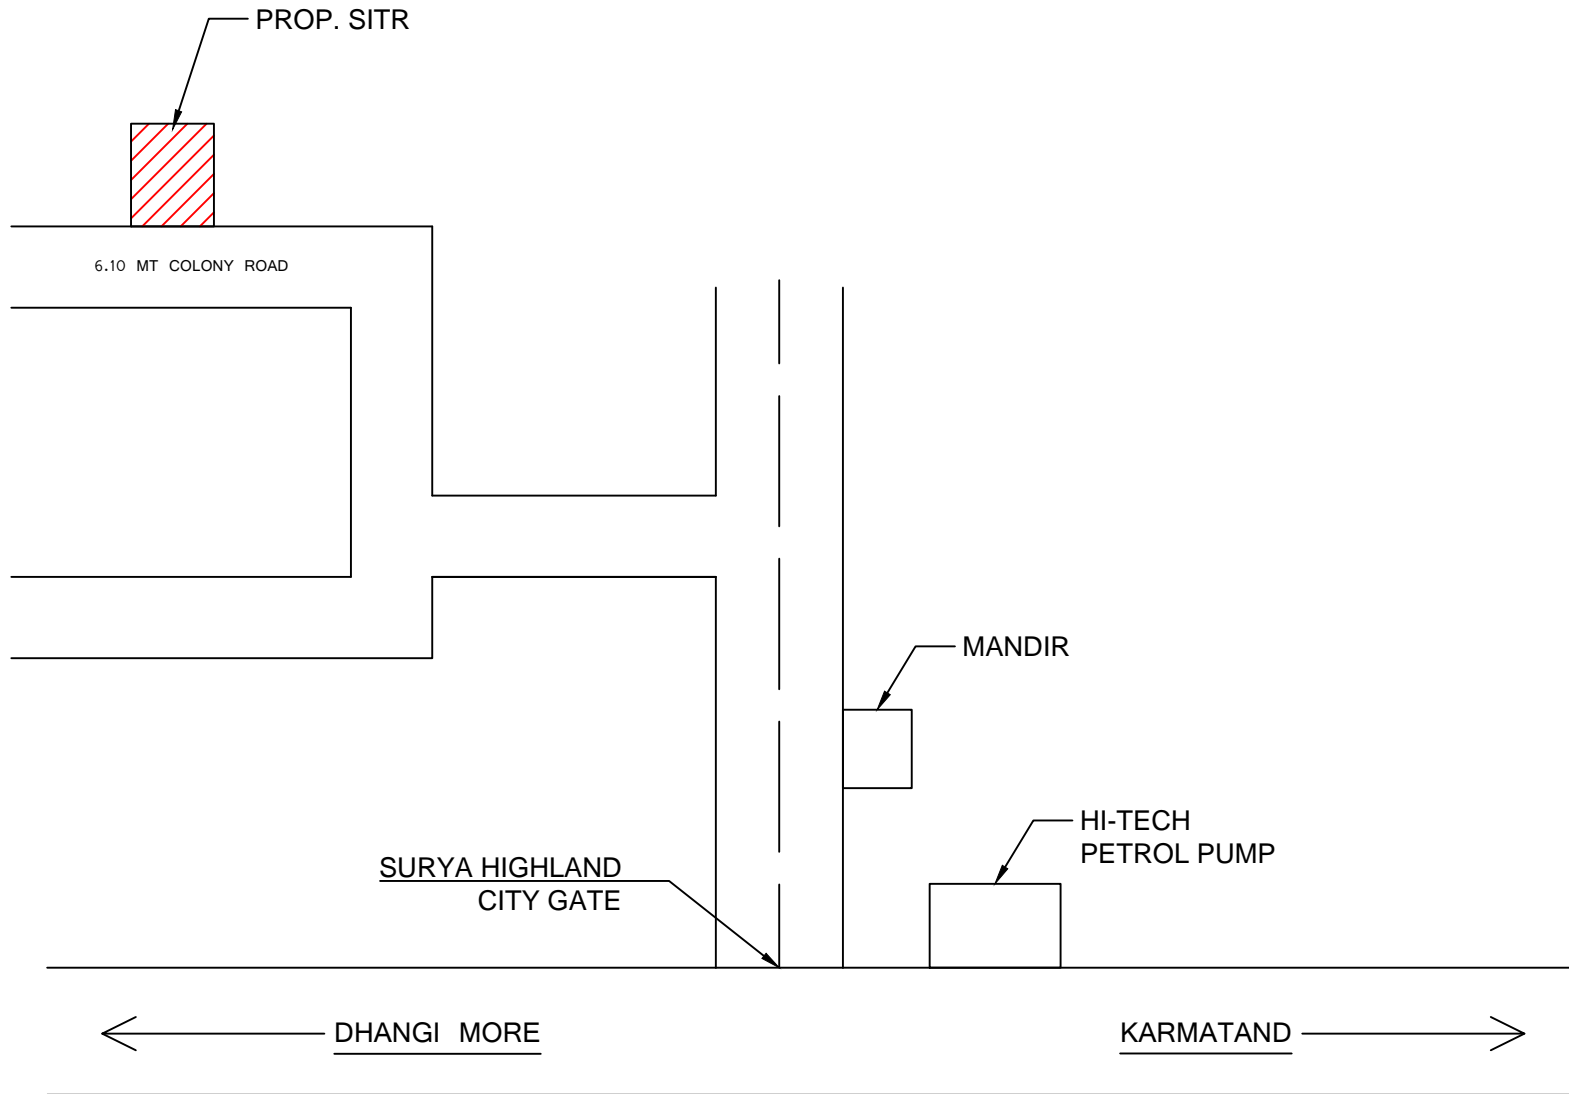 PROP. SITR
6.10 MT COLONY ROAD
MANDIR
HI-TECH
PETROL PUMP
SURYA HIGHLAND
CITY GATE
DHANGI MORE
KARMATAND